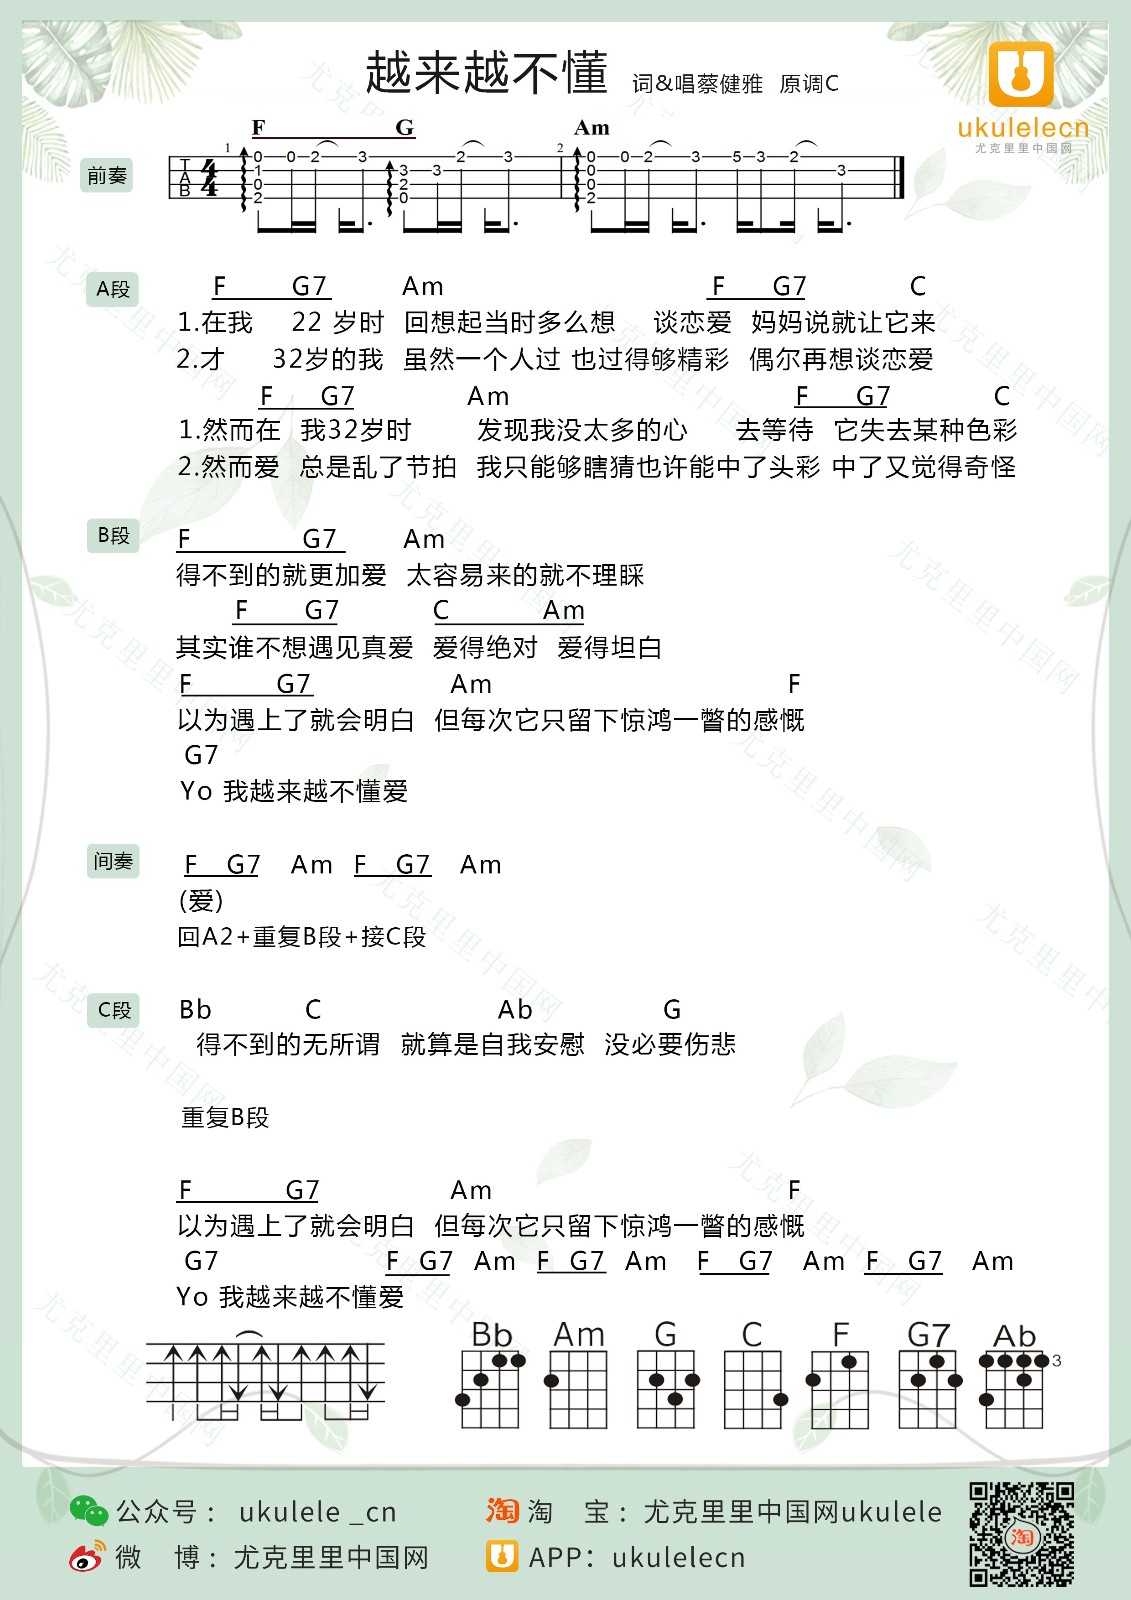 越来越不懂 词&唱蔡健雅 原调C
ukulelecn
尤克里里中国网
F G Am
前奏
1 2
TAB 4/4
0 0 2 3 3 2 3 0 0 2 3 5 3 2 3
1 3 0
0 2 0
2 0 2
A段
F G7 Am F G7 C
1.在我 22 岁时 回想起当时多么想 谈恋爱 妈妈说就让它来
2.才 32岁的我 虽然一个人过 也过得够精彩 偶尔再想谈恋爱
F G7 Am F G7 C
1.然而在 我32岁时 发现我没太多的心 去等待 它失去某种色彩
2.然而爱 总是乱了节拍 我只能够瞎猜也许能中了头彩 中了又觉得奇怪
B段
F G7 Am
得不到的就更加爱 太容易来的就不理睬
F G7 C Am
其实谁不想遇见真爱 爱得绝对 爱得坦白
F G7 Am F
以为遇上了就会明白 但每次它只留下惊鸿一瞥的感慨
G7
Yo 我越来越不懂爱
间奏
F G7 Am F G7 Am
(爱)
回A2+重复B段+接C段
C段
Bb C Ab G
得不到的无所谓 就算是自我安慰 没必要伤悲
重复B段
F G7 Am F
以为遇上了就会明白 但每次它只留下惊鸿一瞥的感慨
G7 F G7 Am F G7 Am F G7 Am F G7 Am
Yo 我越来越不懂爱
Bb Am G C F G7 Ab
3
公众号： ukulele _cn
淘 淘 宝：尤克里里中国网ukulele
微 博：尤克里里中国网
APP：ukulelecn
淘